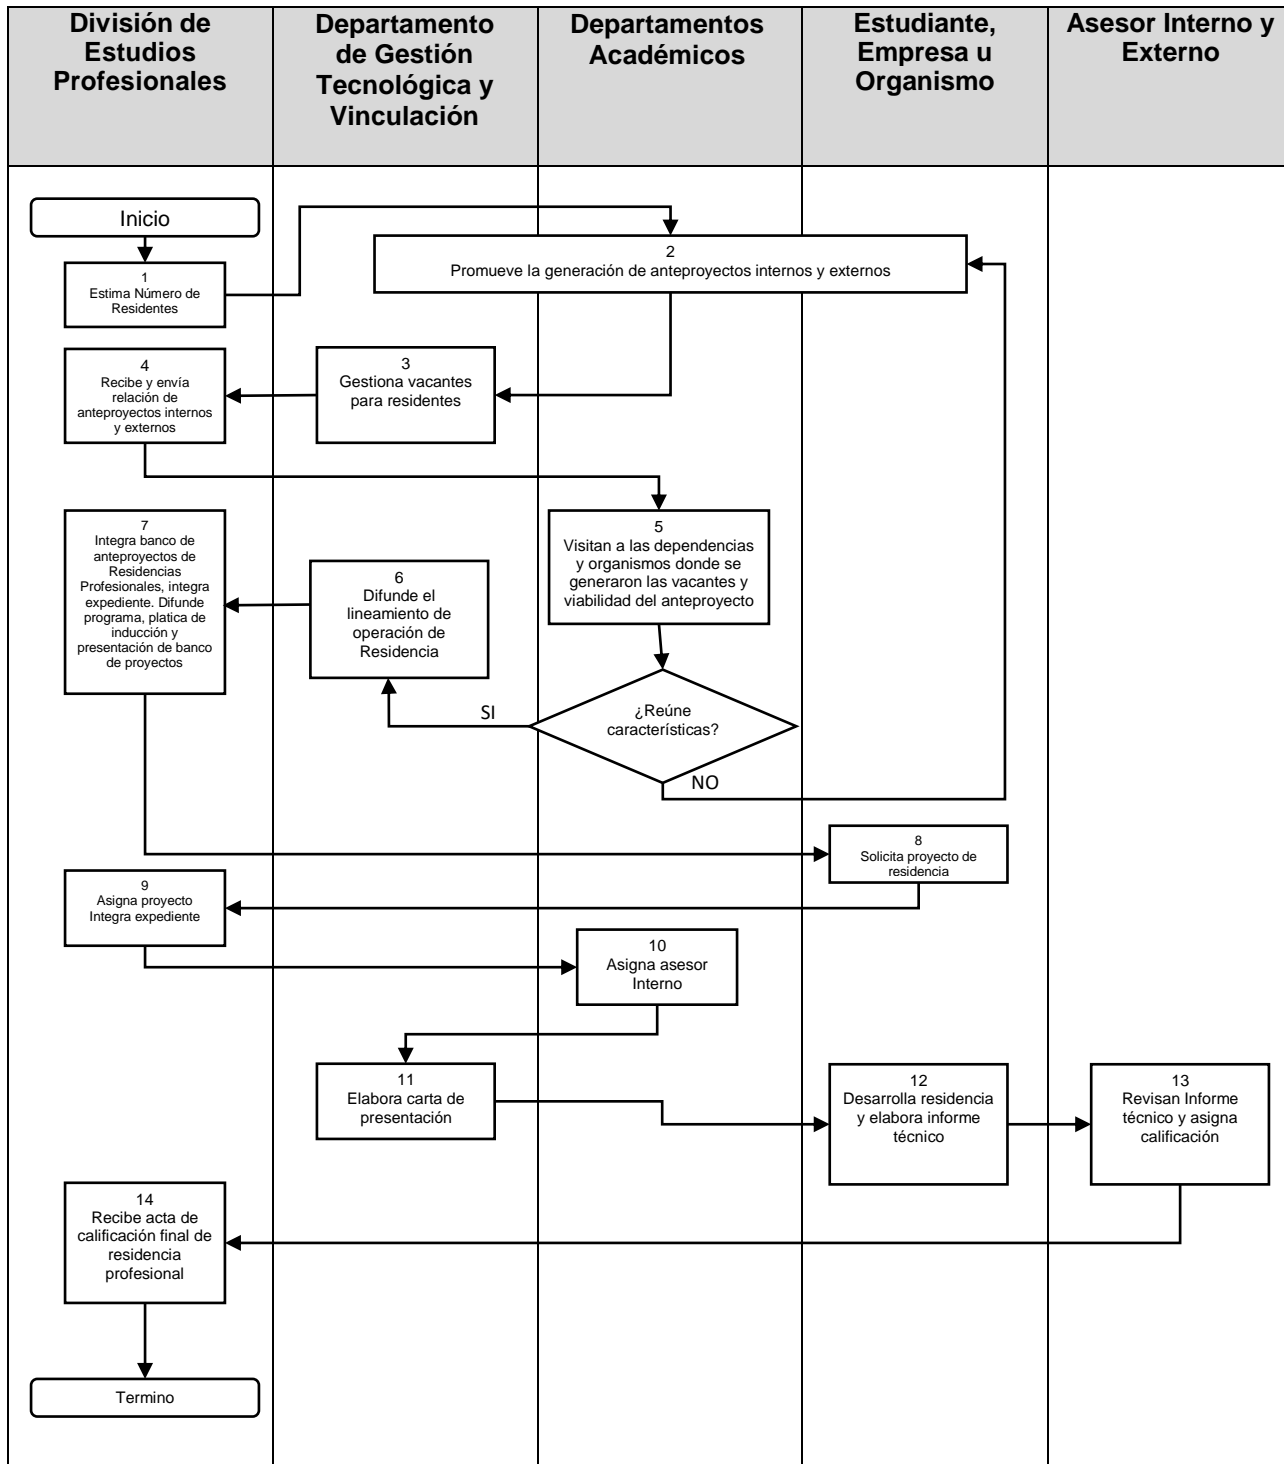 División de
Estudios
Profesionales
Departamento
de Gestión
Tecnológica y
Vinculación
Departamentos
Académicos
Estudiante,
Empresa u
Organismo
Asesor Interno y
Externo
Inicio
1
Estima Número de
Residentes
2
Promueve la generación de anteproyectos internos y externos
3
Gestiona vacantes
para residentes
4
Recibe y envía
relación de
anteproyectos internos
y externos
5
Visitan a las dependencias
y organismos donde se
generaron las vacantes y
viabilidad del anteproyecto
6
Difunde el
lineamiento de
operación de
Residencia
7
Integra banco de
anteproyectos de
Residencias
Profesionales, integra
expediente. Difunde
programa, platica de
inducción y
presentación de banco
de proyectos
¿Reúne
características?
SI
NO
8
Solicita proyecto de
residencia
9
Asigna proyecto
Integra expediente
10
Asigna asesor
Interno
11
Elabora carta de
presentación
12
Desarrolla residencia
y elabora informe
técnico
13
Revisan Informe
técnico y asigna
calificación
14
Recibe acta de
calificación final de
residencia
profesional
Termino